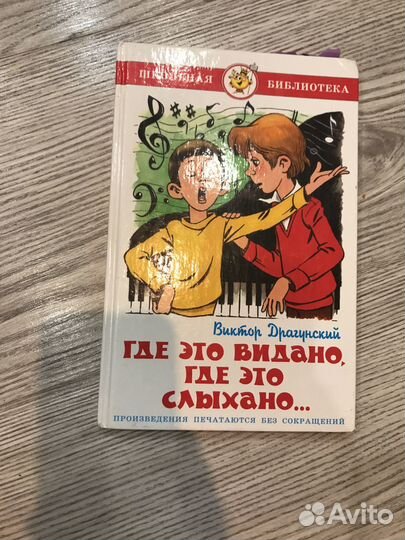 ШКОЛЬНАЯ
БИБЛИОТЕКА
Виктор Драгунский
ГДЕ ЭТО ВИДАНО,
ГДЕ ЭТО
СЛЫХАНО...
ПРОИЗВЕДЕНИЯ ПЕЧАТАЮТСЯ БЕЗ СОКРАЩЕНИЙ
Avito